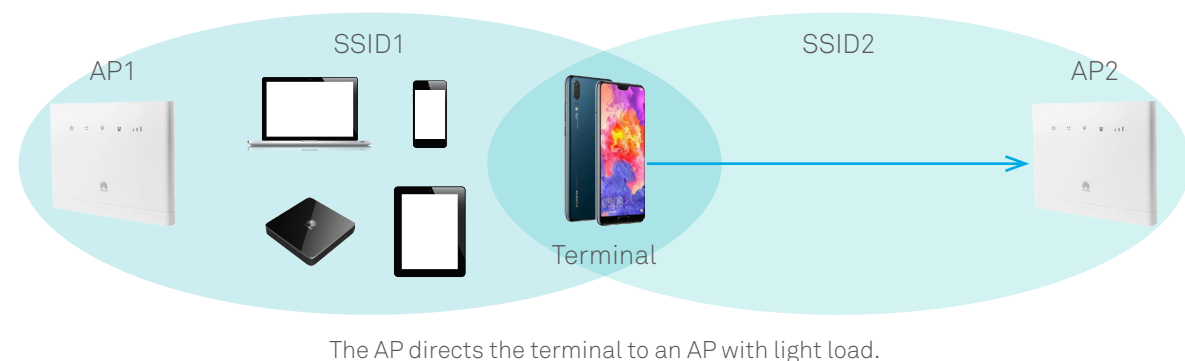 SSID1
SSID2
AP1
AP2
Terminal
The AP directs the terminal to an AP with light load.